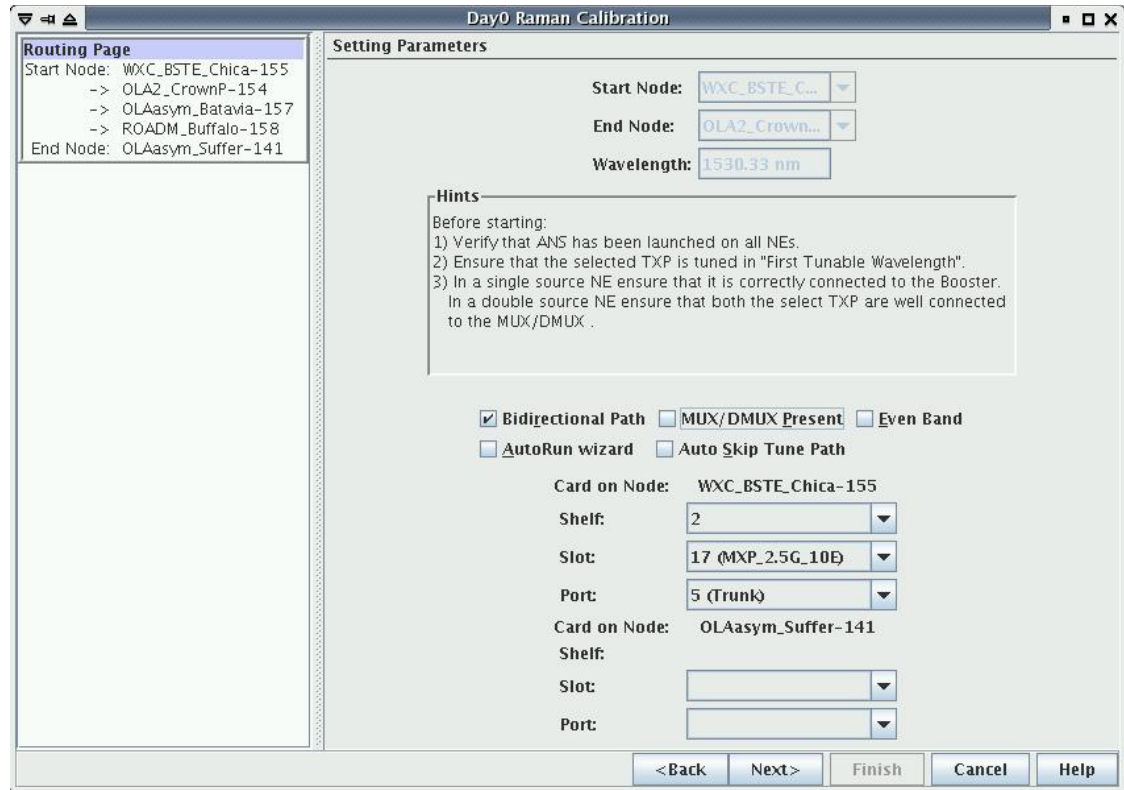 Day0 Raman Calibration
Routing Page
Start Node: WXC_BSTE_Chica-155
-> OLA2_CrownP-154
-> OLAasym_Batavia-157
-> ROADM_Buffalo-158
End Node: OLAasym_Suffer-141
Setting Parameters
Start Node: WXC_BSTE_C...
End Node: OLA2_Crown...
Wavelength: 1530.33 nm
Hints
Before starting:
1) Verify that ANS has been launched on all NEs.
2) Ensure that the selected TXP is tuned in "First Tunable Wavelength".
3) In a single source NE ensure that it is correctly connected to the Booster.
In a double source NE ensure that both the select TXP are well connected
to the MUX/DMUX .
Bidirectional Path MUX/DMUX Present Even Band
AutoRun wizard Auto Skip Tune Path
Card on Node: WXC_BSTE_Chica-155
Shelf: 2
Slot: 17 (MXP_2.5G_10E)
Port: 5 (Trunk)
Card on Node: OLAasym_Suffer-141
Shelf:
Slot:
Port:
<Back Next> Finish Cancel Help